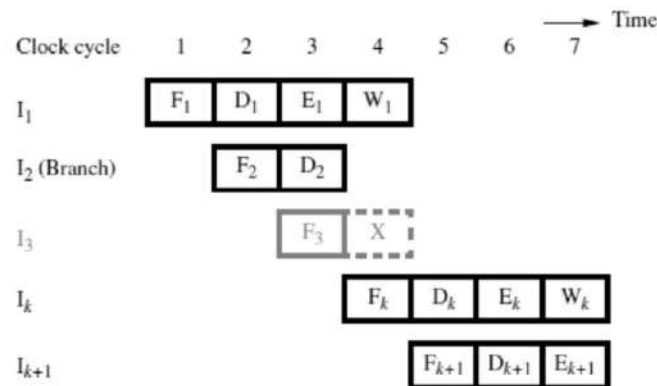 Time
Clock cycle 1 2 3 4 5 6 7
I₁ F₁ D₁ E₁ W₁
I₂ (Branch) F₂ D₂
I₃ F₃ X
Iₖ Fₖ Dₖ Eₖ Wₖ
Iₖ₊₁ Fₖ₊₁ Dₖ₊₁ Eₖ₊₁